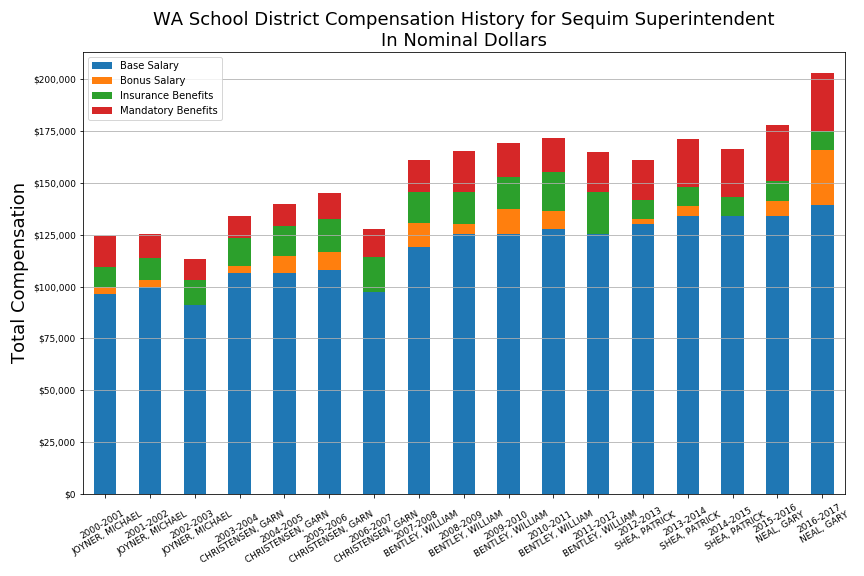 WA School District Compensation History for Sequim Superintendent
In Nominal Dollars
Base Salary
Bonus Salary
Insurance Benefits
Mandatory Benefits
Total Compensation
$200,000
$175,000
$150,000
$125,000
$100,000
$75,000
$50,000
$25,000
$0
2000-2001
JOYNER, MICHAEL
2001-2002
JOYNER, MICHAEL
2002-2003
JOYNER, MICHAEL
2003-2004
CHRISTENSEN, GARN
2004-2005
CHRISTENSEN, GARN
2005-2006
CHRISTENSEN, GARN
2006-2007
CHRISTENSEN, GARN
2007-2008
BENTLEY, WILLIAM
2008-2009
BENTLEY, WILLIAM
2009-2010
BENTLEY, WILLIAM
2010-2011
BENTLEY, WILLIAM
2011-2012
BENTLEY, WILLIAM
2012-2013
SHEA, PATRICK
2013-2014
SHEA, PATRICK
2014-2015
SHEA, PATRICK
2015-2016
NEAL, GARY
2016-2017
NEAL, GARY